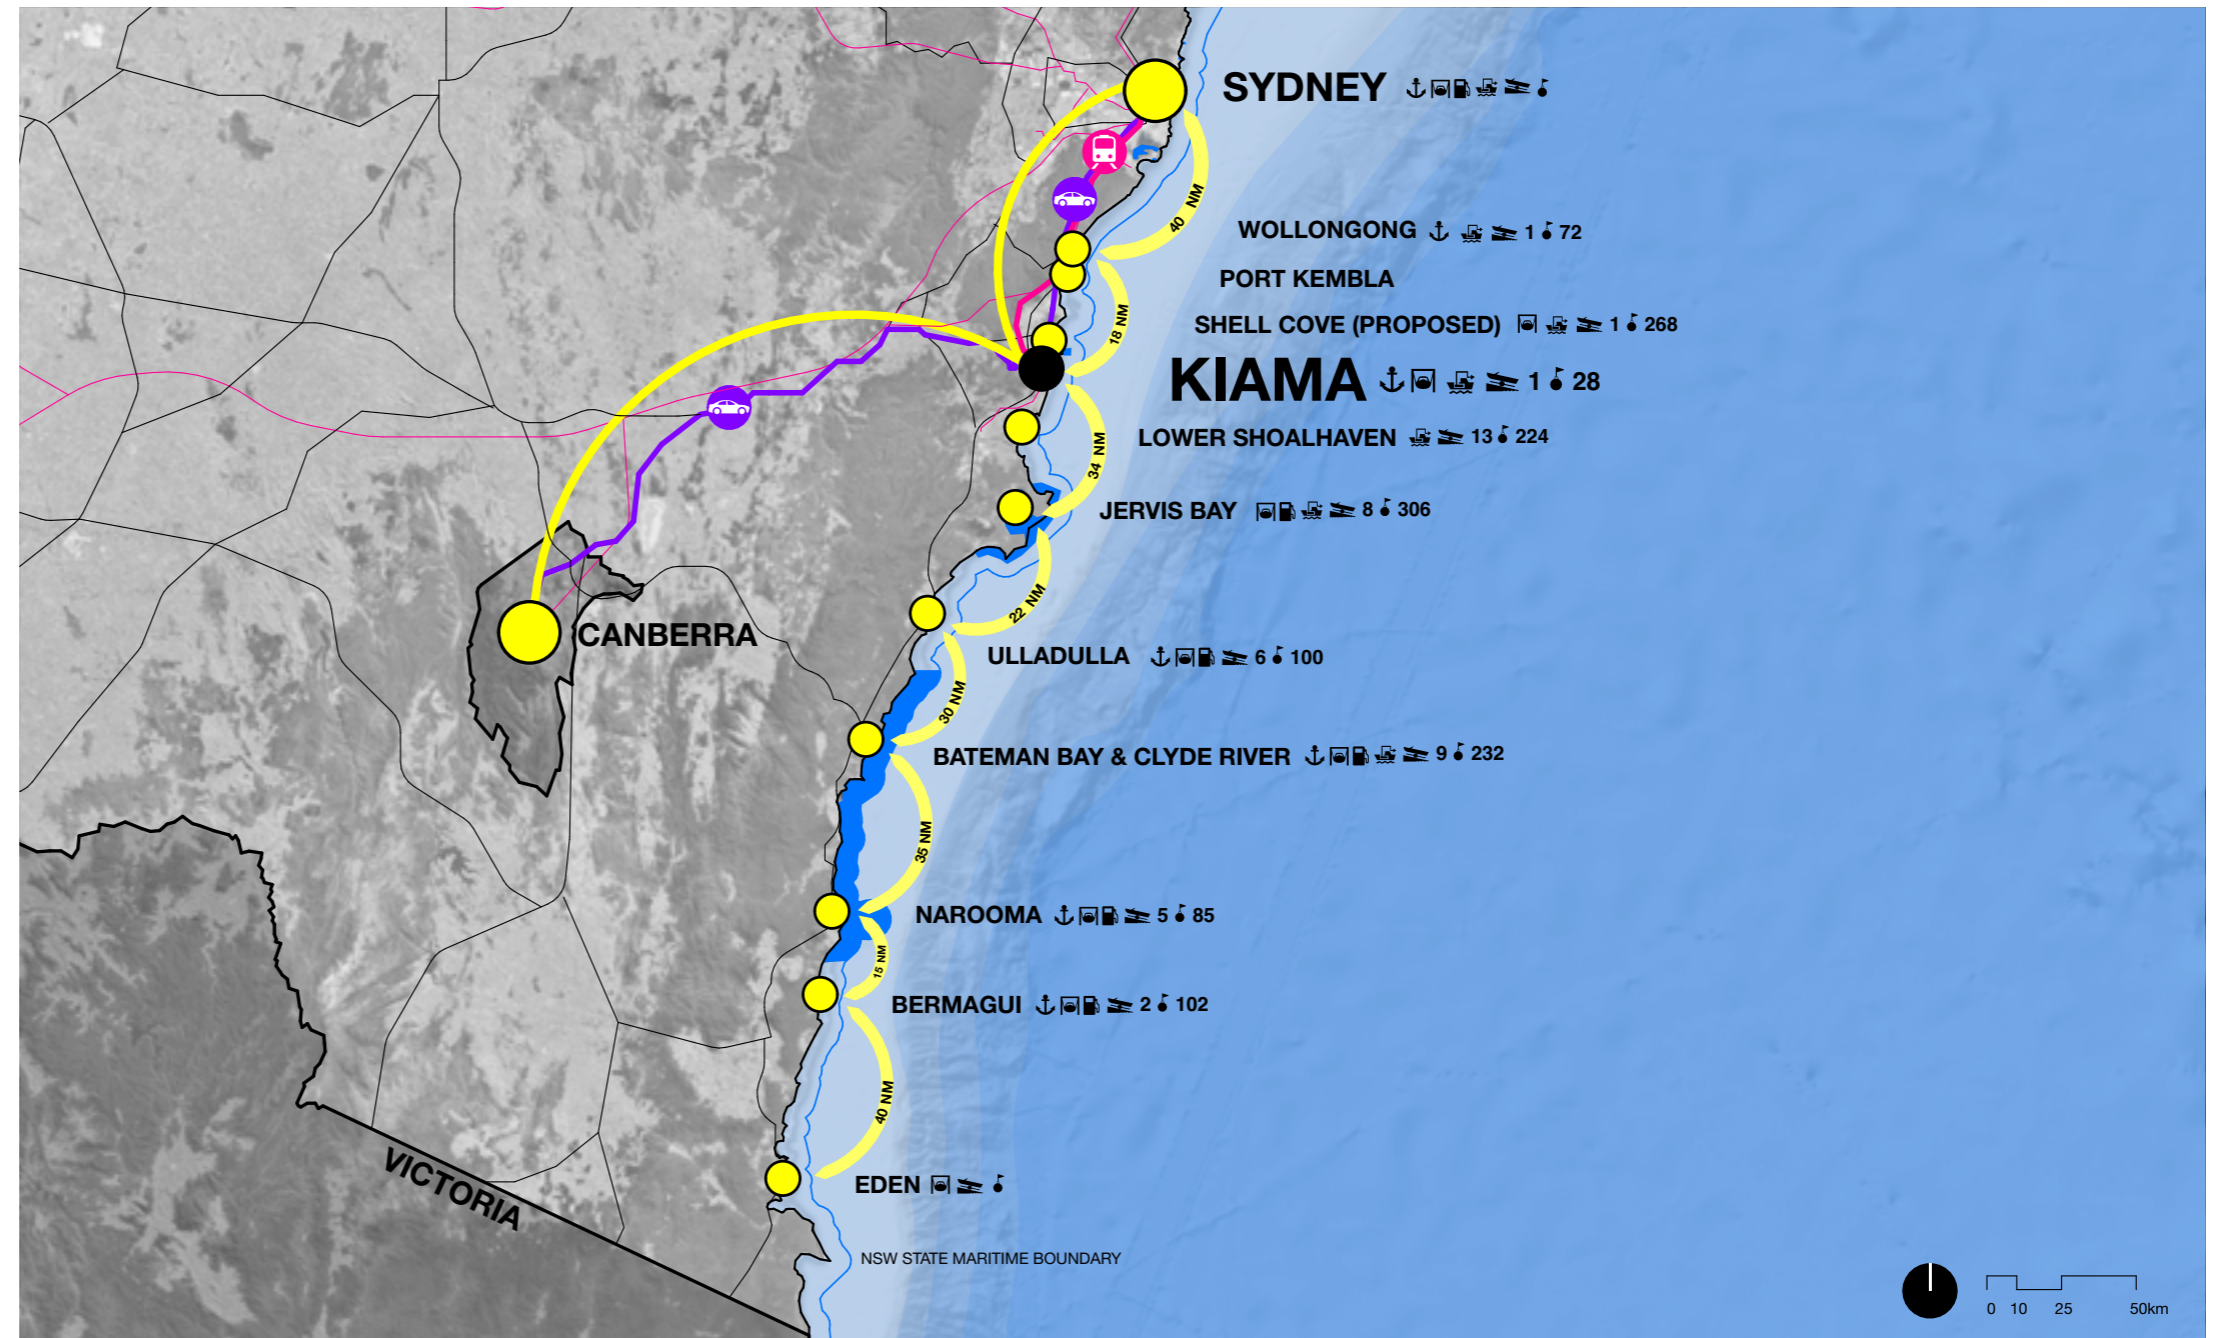 SYDNEY
40 NM
WOLLONGONG 1 72
PORT KEMBLA
18 NM
SHELL COVE (PROPOSED) 1 268
KIAMA 1 28
LOWER SHOALHAVEN 13 224
34 NM
JERVIS BAY 8 306
22 NM
CANBERRA
ULLADULLA 6 100
30 NM
BATEMAN BAY & CLYDE RIVER 9 232
35 NM
NAROOMA 5 85
15 NM
BERMAGUI 2 102
40 NM
EDEN
VICTORIA
NSW STATE MARITIME BOUNDARY
0 10 25 50km